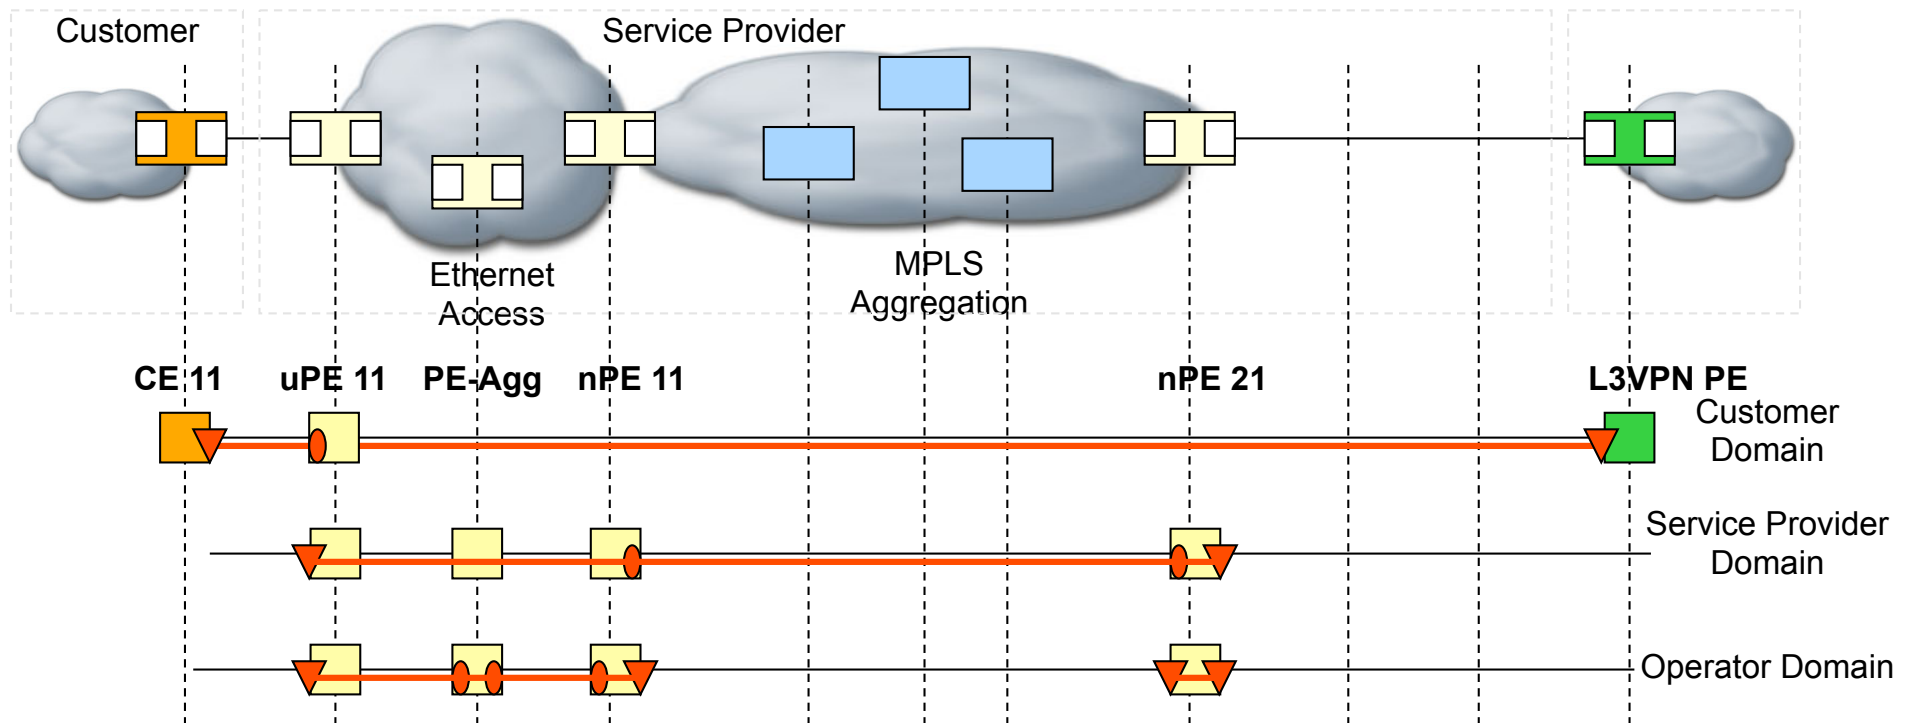 Customer
Service Provider
Ethernet
Access
MPLS
Aggregation
CE 11
uPE 11
PE-Agg
nPE 11
nPE 21
L3VPN PE
Customer
Domain
Service Provider
Domain
Operator Domain